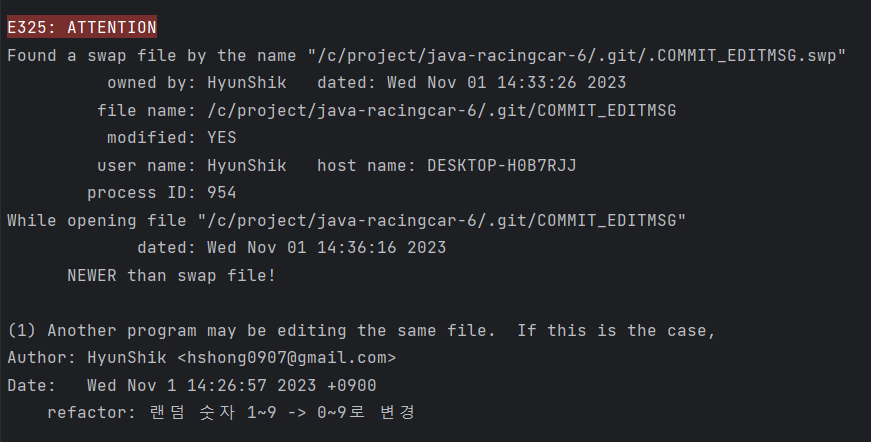 E325: ATTENTION
Found a swap file by the name "/c/project/java-racingcar-6/.git/.COMMIT_EDITMSG.swp"
owned by: HyunShik   dated: Wed Nov 01 14:33:26 2023
file name: /c/project/java-racingcar-6/.git/COMMIT_EDITMSG
modified: YES
user name: HyunShik   host name: DESKTOP-H0B7RJJ
process ID: 954
While opening file "/c/project/java-racingcar-6/.git/COMMIT_EDITMSG"
dated: Wed Nov 01 14:36:16 2023
NEWER than swap file!
(1) Another program may be editing the same file.  If this is the case,
Author: HyunShik <hshong0907@gmail.com>
Date:   Wed Nov 1 14:26:57 2023 +0900
refactor: 랜덤 숫자 1~9 -> 0~9로 변경